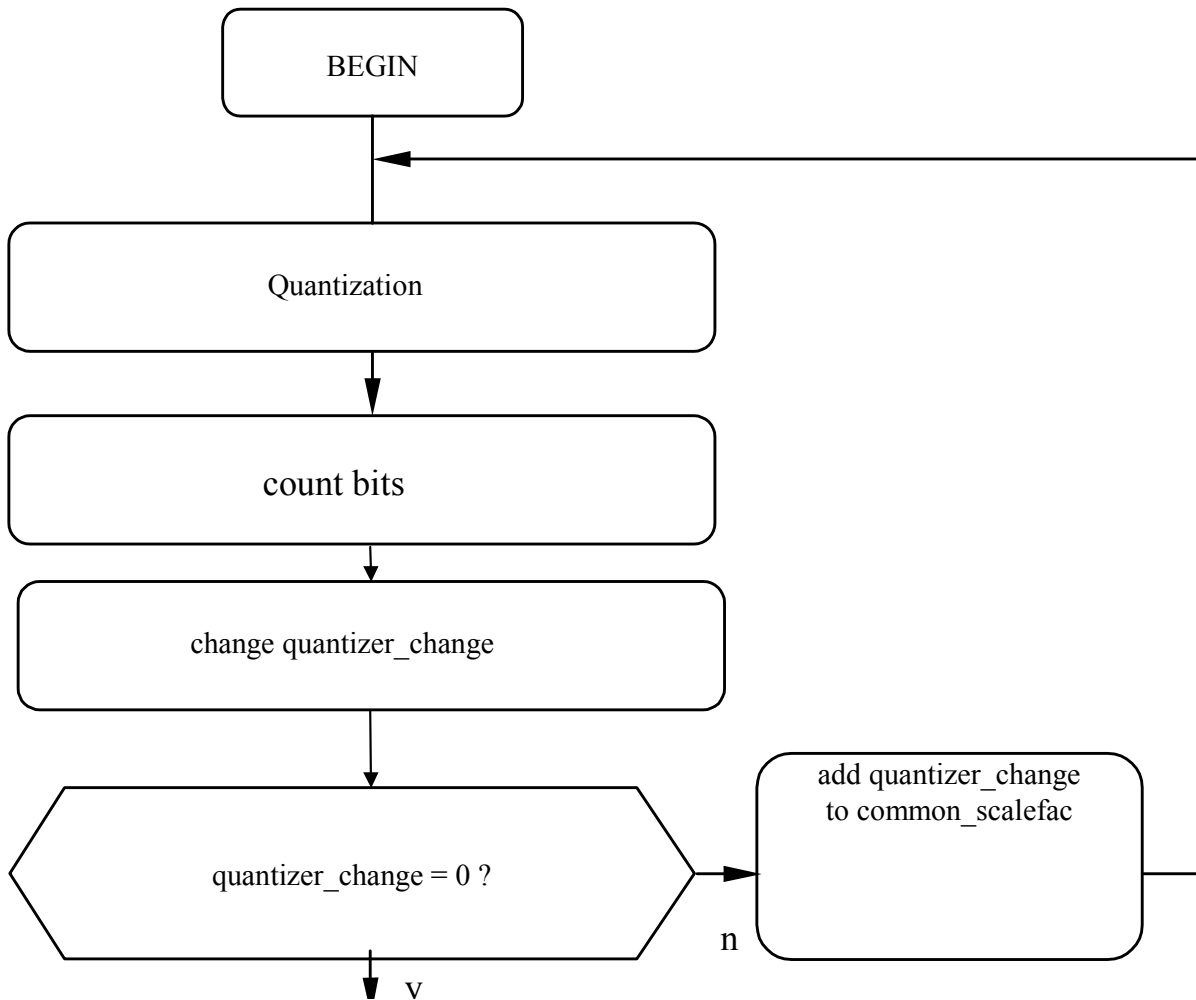 BEGIN
Quantization
count bits
change quantizer_change
add quantizer_change
to common_scalefac
quantizer_change = 0 ?
n